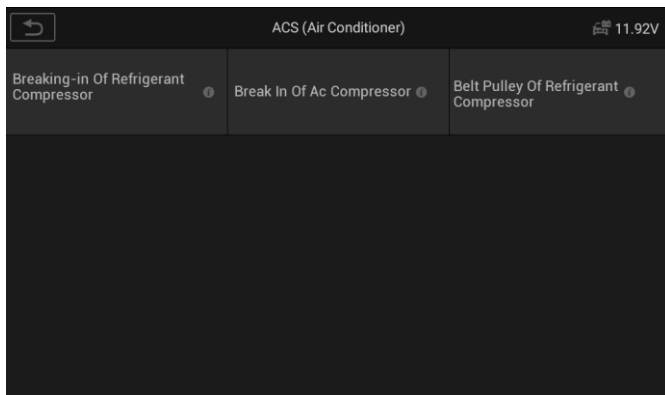 ACS (Air Conditioner)
11.92V
Breaking-in Of Refrigerant
Compressor
Break In Of Ac Compressor
Belt Pulley Of Refrigerant
Compressor